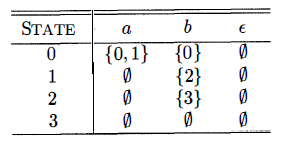 STATE a b ϵ
0 {0,1} {0} ∅
1 ∅ {2} ∅
2 ∅ {3} ∅
3 ∅ ∅ ∅